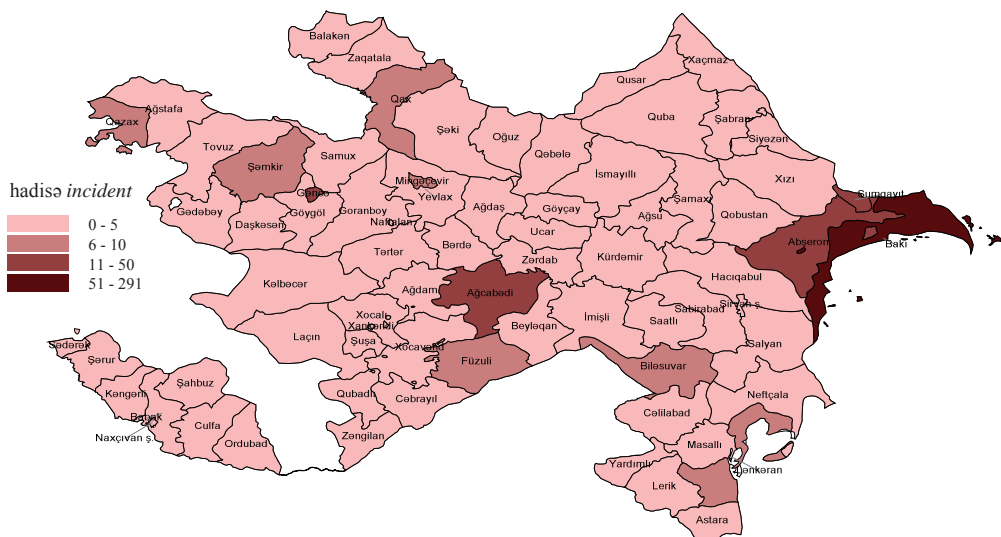 Balakən
Zaqatala
Xaçmaz
Qusar
Qax
Ağstafa
Quba
Şabran
Qazax
Şəki
Oğuz
Siyəzən
Tovuz
Samux
Qəbələ
Şəmkir
İsmayıllı
Xızı
Mingəçevir
hadisə incident
Gəncə
Yevlax
Şamaxı
Sumqayıt
0 - 5
Gədəbəy
Göygöl
Goranboy
Ağdaş
Göyçay
Ağsu
Qobustan
Daşkəsən
Naftalan
Ucar
6 - 10
Tərtər
Bərdə
Abşeron
Bakı
Zərdab
Kürdəmir
11 - 50
Hacıqabul
Kəlbəcər
Ağdam
Ağcabədi
51 - 291
Şirvan ş.
Sabirabad
Xocalı
İmişli
Saatlı
Xankəndi
Beyləqan
Laçın
Şuşa
Xocavənd
Salyan
Sədərək
Şərur
Füzuli
Biləsuvar
Şahbuz
Kəngərli
Qubadlı
Cəbrayıl
Neftçala
Babək
Cəlilabad
Culfa
Naxçıvan ş.
Zəngilan
Ordubad
Masallı
Yardımlı
Lənkəran
Lerik
Astara